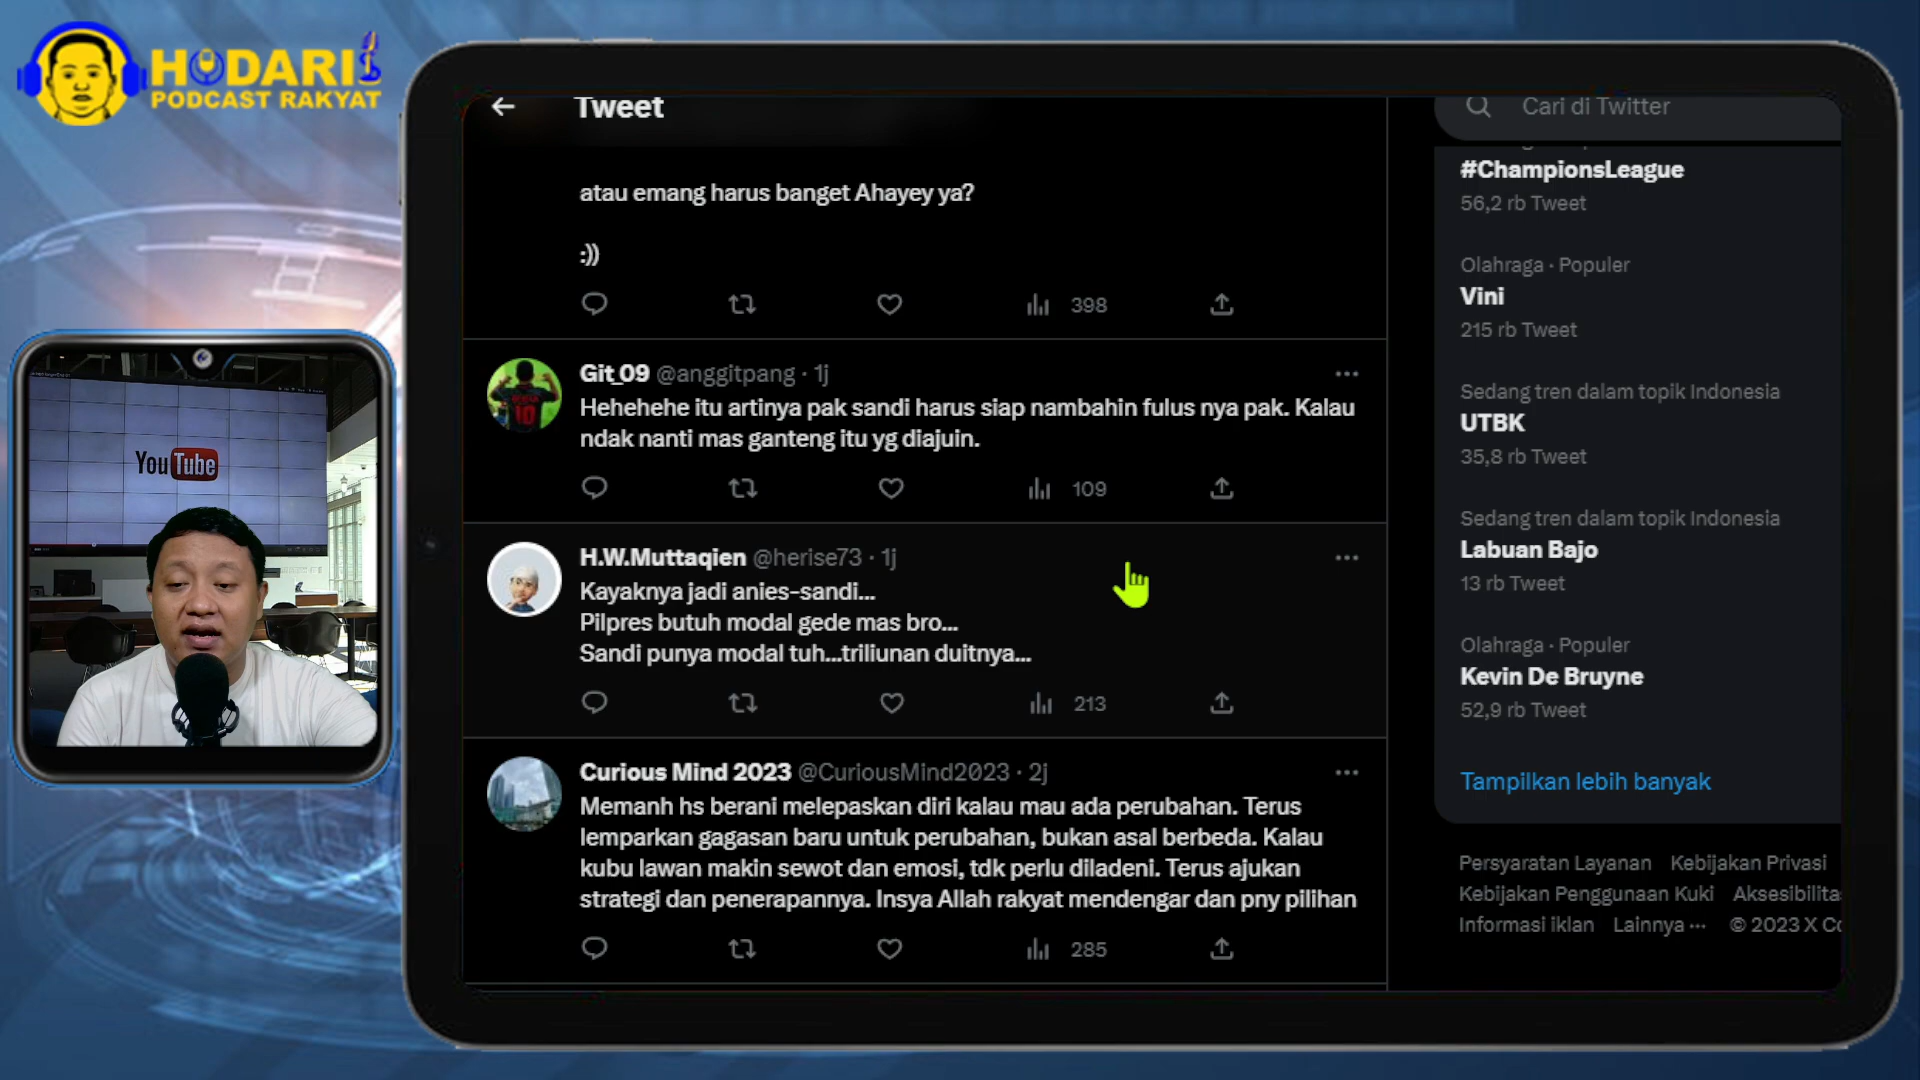 HODARI
PODCAST RAKYAT
YouTube
Tweet
atau emang harus banget Ahayey ya?
:))
398
Git_09 @anggitpang · 1j
Hehehehe itu artinya pak sandi harus siap nambahin fulus nya pak. Kalau
ndak nanti mas ganteng itu yg diajuin.
109
H.W.Muttaqien @herise73 · 1j
Kayaknya jadi anies-sandi...
Pilpres butuh modal gede mas bro...
Sandi punya modal tuh...triliunan duitnya...
213
Curious Mind 2023 @CuriousMind2023 · 2j
Memanh hs berani melepaskan diri kalau mau ada perubahan. Terus
lemparkan gagasan baru untuk perubahan, bukan asal berbeda. Kalau
kubu lawan makin sewot dan emosi, tdk perlu diladeni. Terus ajukan
strategi dan penerapannya. Insya Allah rakyat mendengar dan pny pilihan
285
Cari di Twitter
#ChampionsLeague
56,2 rb Tweet
Olahraga · Populer
Vini
215 rb Tweet
Sedang tren dalam topik Indonesia
UTBK
35,8 rb Tweet
Sedang tren dalam topik Indonesia
Labuan Bajo
13 rb Tweet
Olahraga · Populer
Kevin De Bruyne
52,9 rb Tweet
Tampilkan lebih banyak
Persyaratan Layanan Kebijakan Privasi
Kebijakan Penggunaan Kuki Aksesibilita
Informasi iklan Lainnya ··· © 2023 X Co